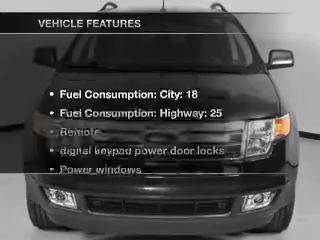 VEHICLE FEATURES
• Fuel Consumption: City: 18
• Fuel Consumption: Highway: 25
• Remote
• digital keypad power door locks
• Power windows